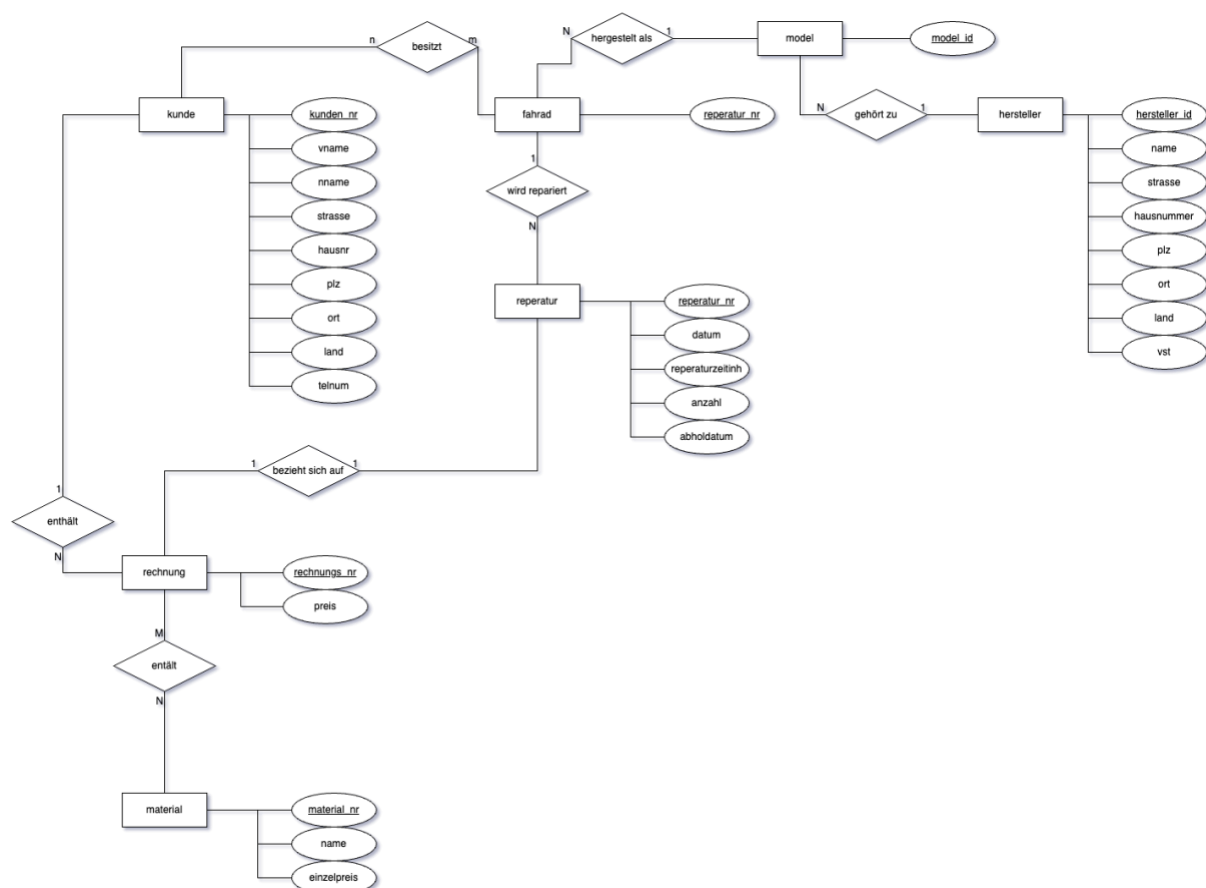 N
hergestelt als
1
model
model_id
n
besitzt
m
kunde
kunden_nr
fahrad
reperatur_nr
N
gehört zu
1
hersteller
hersteller_id
vname
name
nname
strasse
strasse
hausnummer
hausnr
plz
plz
ort
ort
land
land
vst
telnum
1
wird repariert
N
reperatur
reperatur_nr
datum
reperaturzeitinh
anzahl
abholdatum
1
bezieht sich auf
1
1
enthält
N
rechnung
rechnungs_nr
preis
M
entält
N
material
material_nr
name
einzelpreis